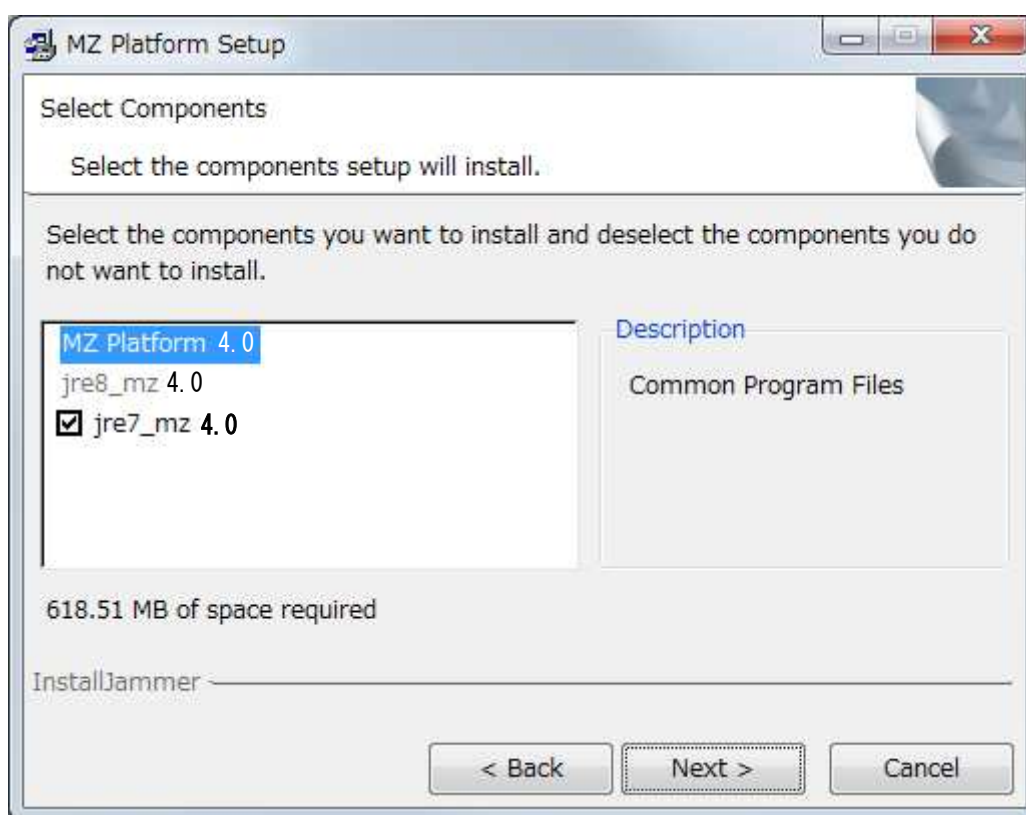 MZ Platform Setup
Select Components
Select the components setup will install.
Select the components you want to install and deselect the components you do
not want to install.
MZ Platform 4.0
jre8_mz 4.0
jre7_mz 4.0
Description
Common Program Files
618.51 MB of space required
InstallJammer
< Back
Next >
Cancel